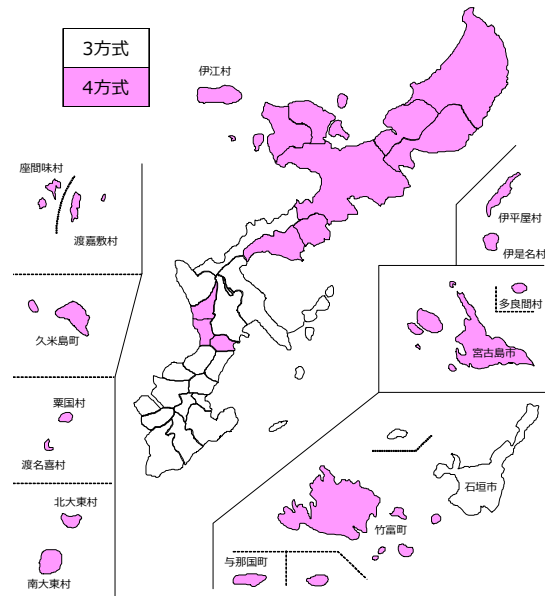 3方式
4方式
伊江村
座間味村
渡嘉敷村
伊平屋村
伊是名村
多良間村
宮古島市
久米島町
粟国村
渡名喜村
北大東村
南大東村
石垣市
竹富町
与那国町